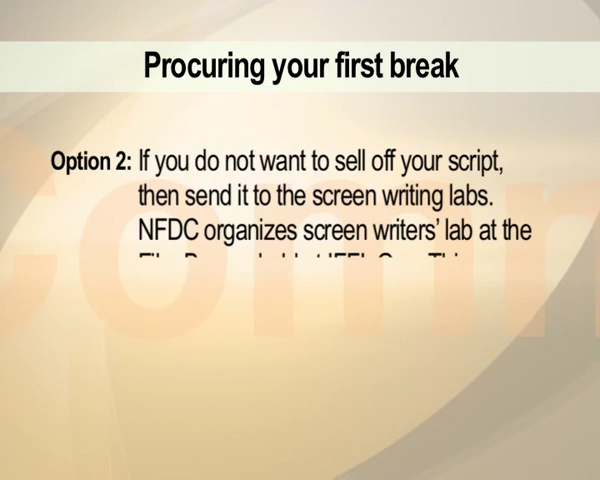 Procuring your first break
Option 2: If you do not want to sell off your script,
then send it to the screen writing labs.
NFDC organizes screen writers' lab at the